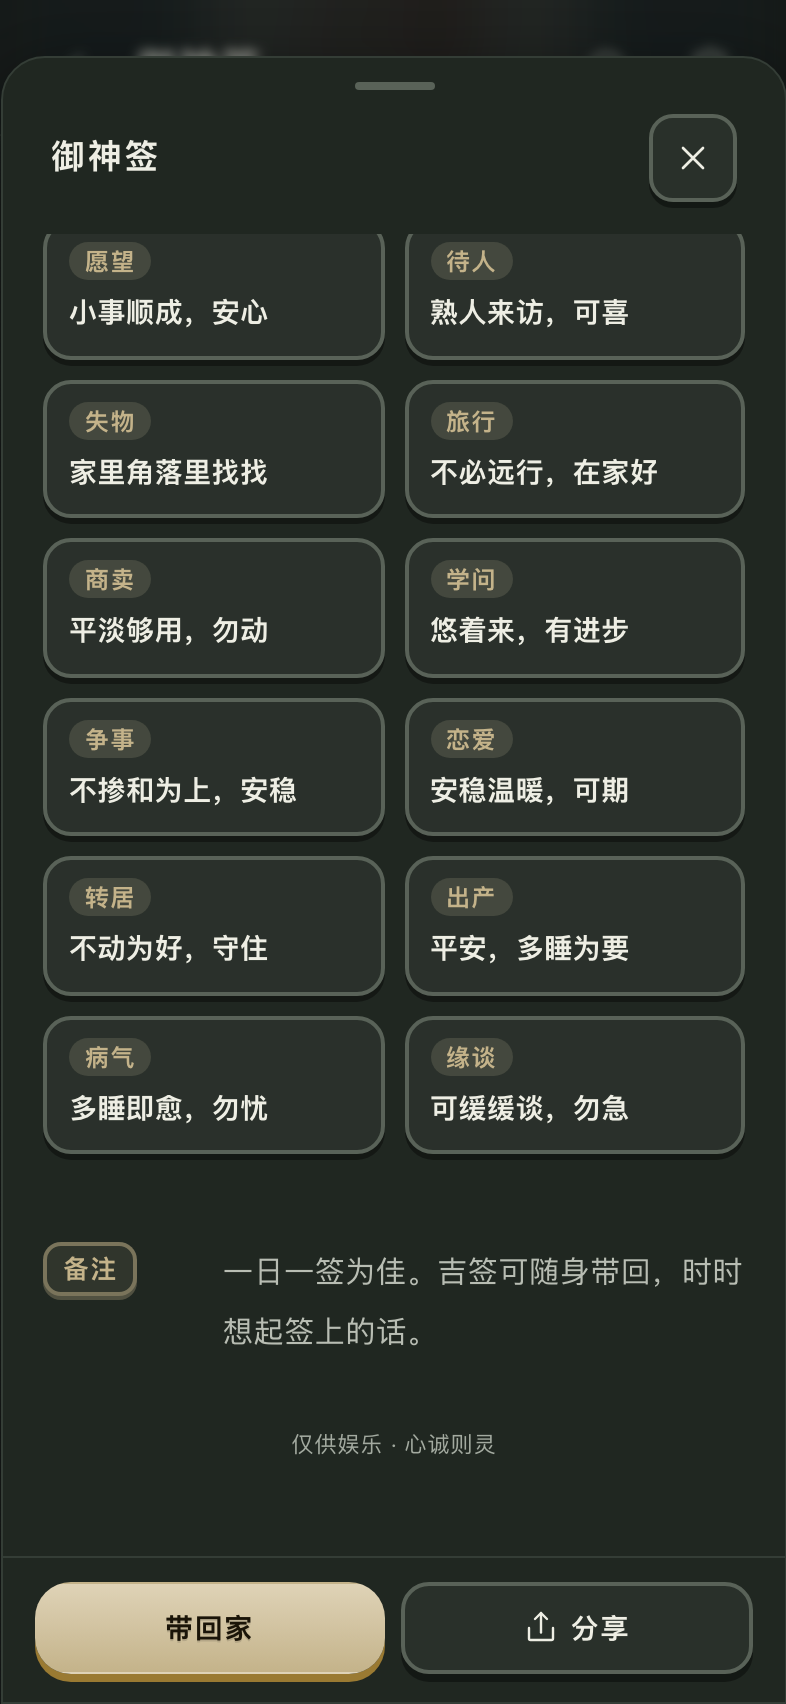 御神签
愿望
小事顺成，安心
待人
熟人来访，可喜
失物
家里角落里找找
旅行
不必远行，在家好
商卖
平淡够用，勿动
学问
悠着来，有进步
争事
不掺和为上，安稳
恋爱
安稳温暖，可期
转居
不动为好，守住
出产
平安，多睡为要
病气
多睡即愈，勿忧
缘谈
可缓缓谈，勿急
备注
一日一签为佳。吉签可随身带回，时时
想起签上的话。
仅供娱乐 · 心诚则灵
带回家
分享